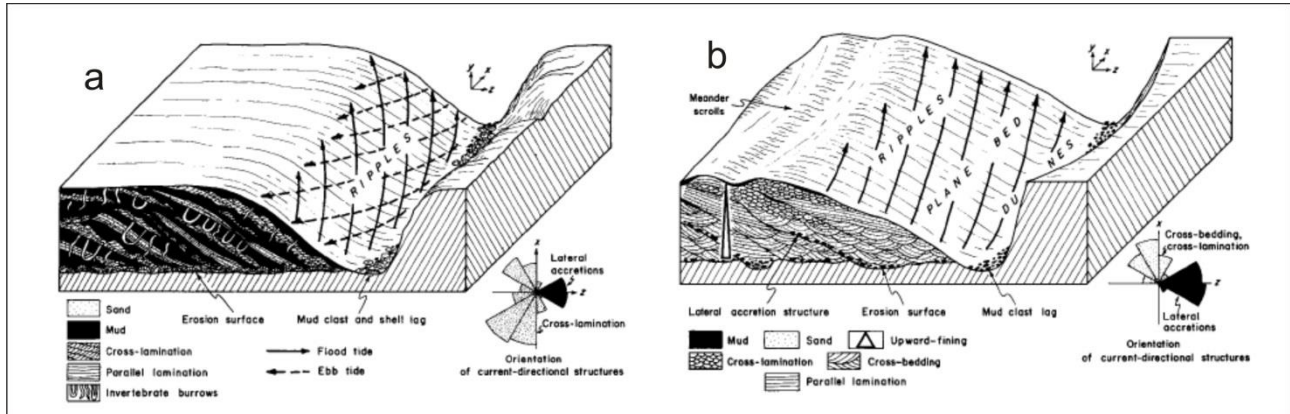 a
y
x
z
RIPPLES
Lateral
accretions
x
z
Cross-lamination
Orientation
of current-directional structures
Erosion surface
Mud clast and shell lag
Sand
Mud
Cross-lamination
Parallel lamination
Invertebrate burrows
Flood tide
Ebb tide
b
Meander
scrolls
y
x
z
RIPPLES
PLANE BED
DUNES
Cross-bedding,
cross-lamination
x
z
Lateral
accretions
Orientation
of current-directional structures
Lateral accretion structure
Erosion surface
Mud clast lag
Mud
Sand
Upward-fining
Cross-lamination
Cross-bedding
Parallel lamination